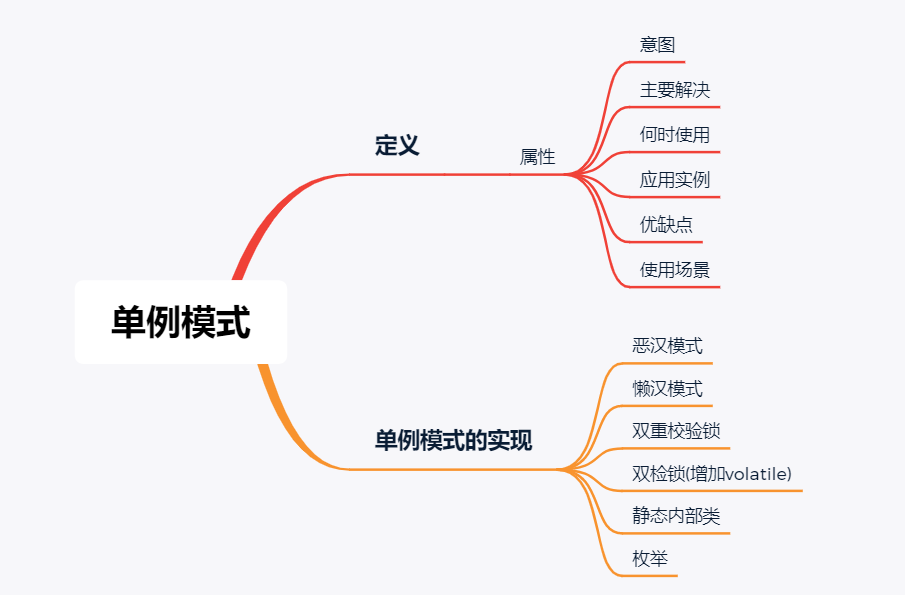 单例模式
定义
属性
意图
主要解决
何时使用
应用实例
优缺点
使用场景
单例模式的实现
恶汉模式
懒汉模式
双重校验锁
双检锁(增加volatile)
静态内部类
枚举